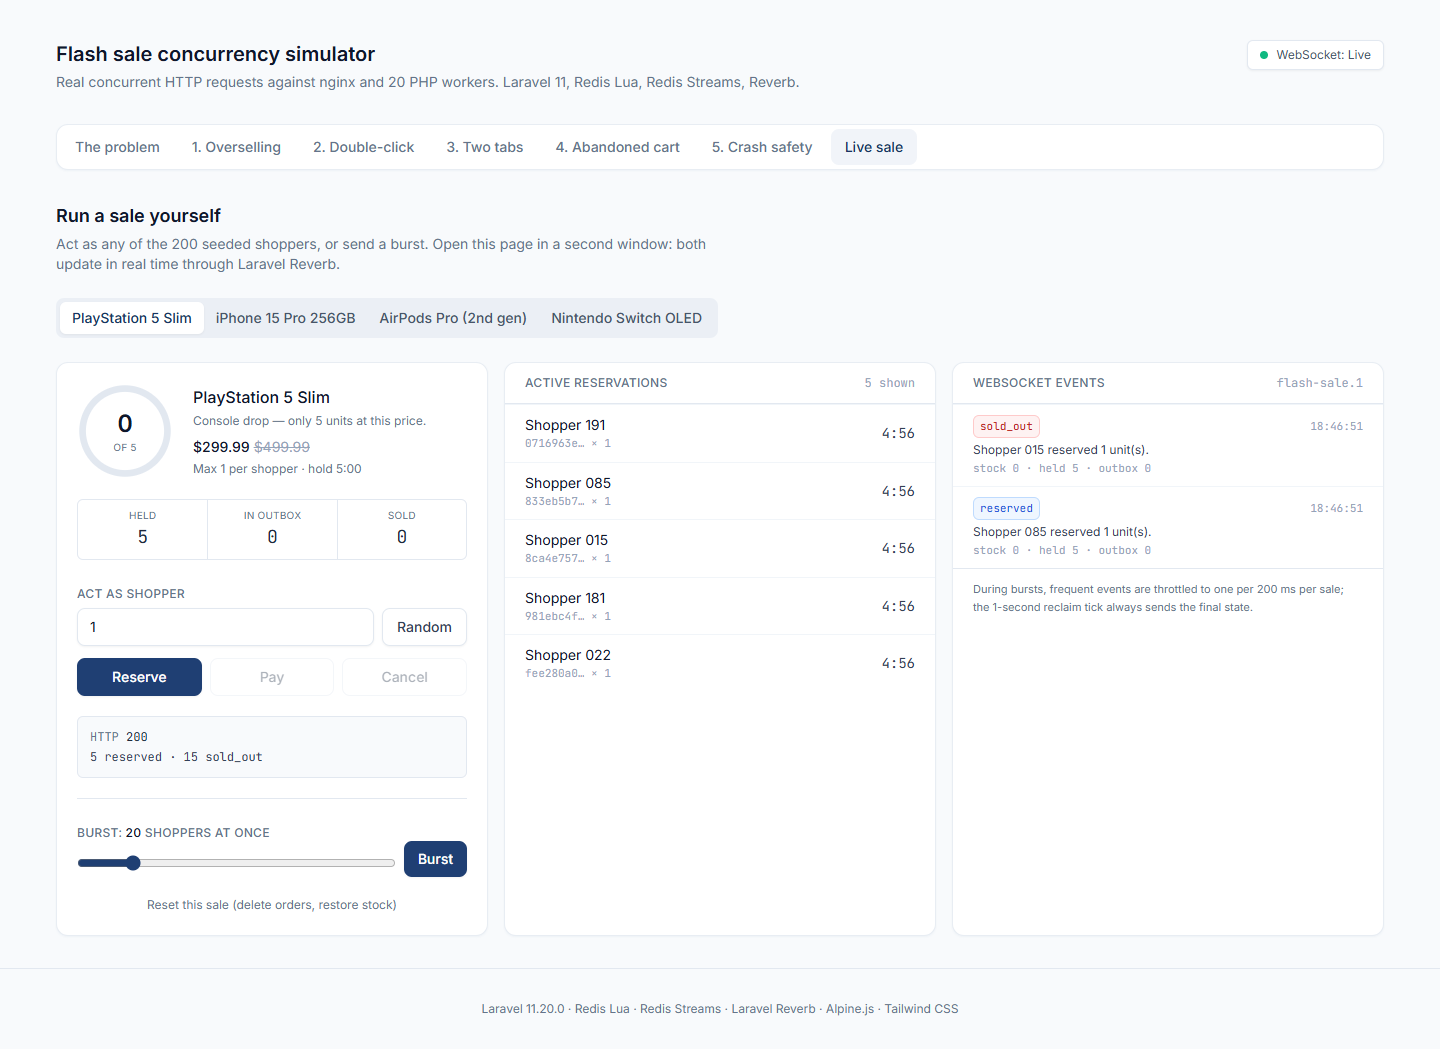 Flash sale concurrency simulator
Real concurrent HTTP requests against nginx and 20 PHP workers. Laravel 11, Redis Lua, Redis Streams, Reverb.
WebSocket: Live
The problem
1. Overselling
2. Double-click
3. Two tabs
4. Abandoned cart
5. Crash safety
Live sale
Run a sale yourself
Act as any of the 200 seeded shoppers, or send a burst. Open this page in a second window: both
update in real time through Laravel Reverb.
PlayStation 5 Slim
iPhone 15 Pro 256GB
AirPods Pro (2nd gen)
Nintendo Switch OLED
0
OF 5
PlayStation 5 Slim
Console drop — only 5 units at this price.
$299.99 $499.99
Max 1 per shopper · hold 5:00
HELD
5
IN OUTBOX
0
SOLD
0
ACT AS SHOPPER
1
Random
Reserve
Pay
Cancel
HTTP 200
5 reserved · 15 sold_out
BURST: 20 SHOPPERS AT ONCE
Burst
Reset this sale (delete orders, restore stock)
ACTIVE RESERVATIONS
5 shown
Shopper 191
0716963e… × 1
4:56
Shopper 085
833eb5b7… × 1
4:56
Shopper 015
8ca4e757… × 1
4:56
Shopper 181
981ebc4f… × 1
4:56
Shopper 022
fee280a0… × 1
4:56
WEBSOCKET EVENTS
flash-sale.1
sold_out
18:46:51
Shopper 015 reserved 1 unit(s).
stock 0 · held 5 · outbox 0
reserved
18:46:51
Shopper 085 reserved 1 unit(s).
stock 0 · held 5 · outbox 0
During bursts, frequent events are throttled to one per 200 ms per sale;
the 1-second reclaim tick always sends the final state.
Laravel 11.20.0 · Redis Lua · Redis Streams · Laravel Reverb · Alpine.js · Tailwind CSS